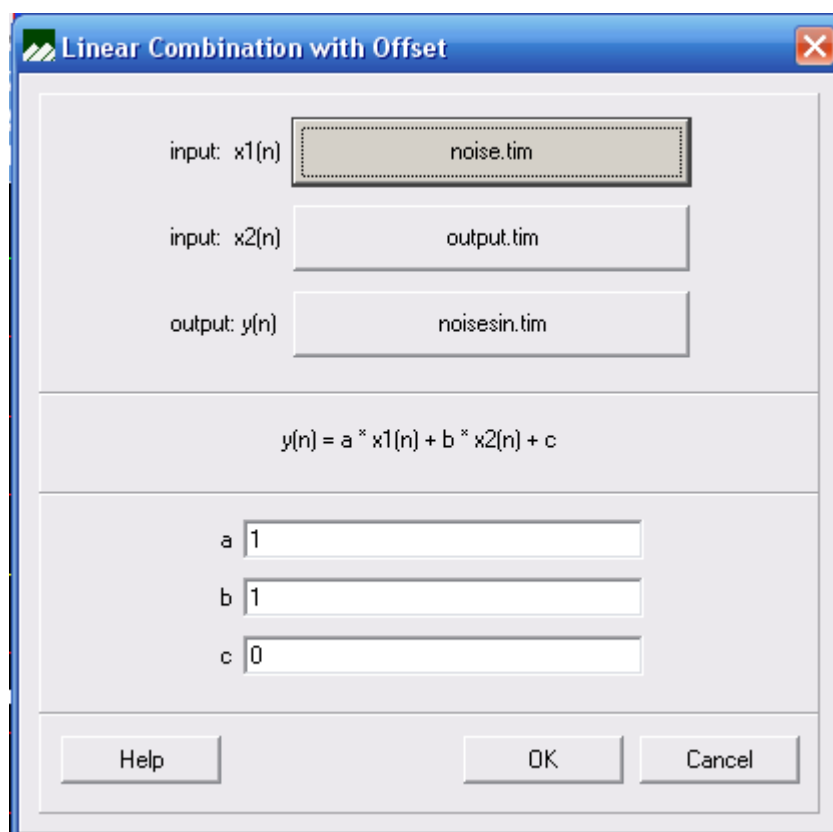 Linear Combination with Offset
input: x1(n) noise.tim
input: x2(n) output.tim
output: y(n) noisesin.tim
y(n) = a * x1(n) + b * x2(n) + c
a 1
b 1
c 0
Help OK Cancel